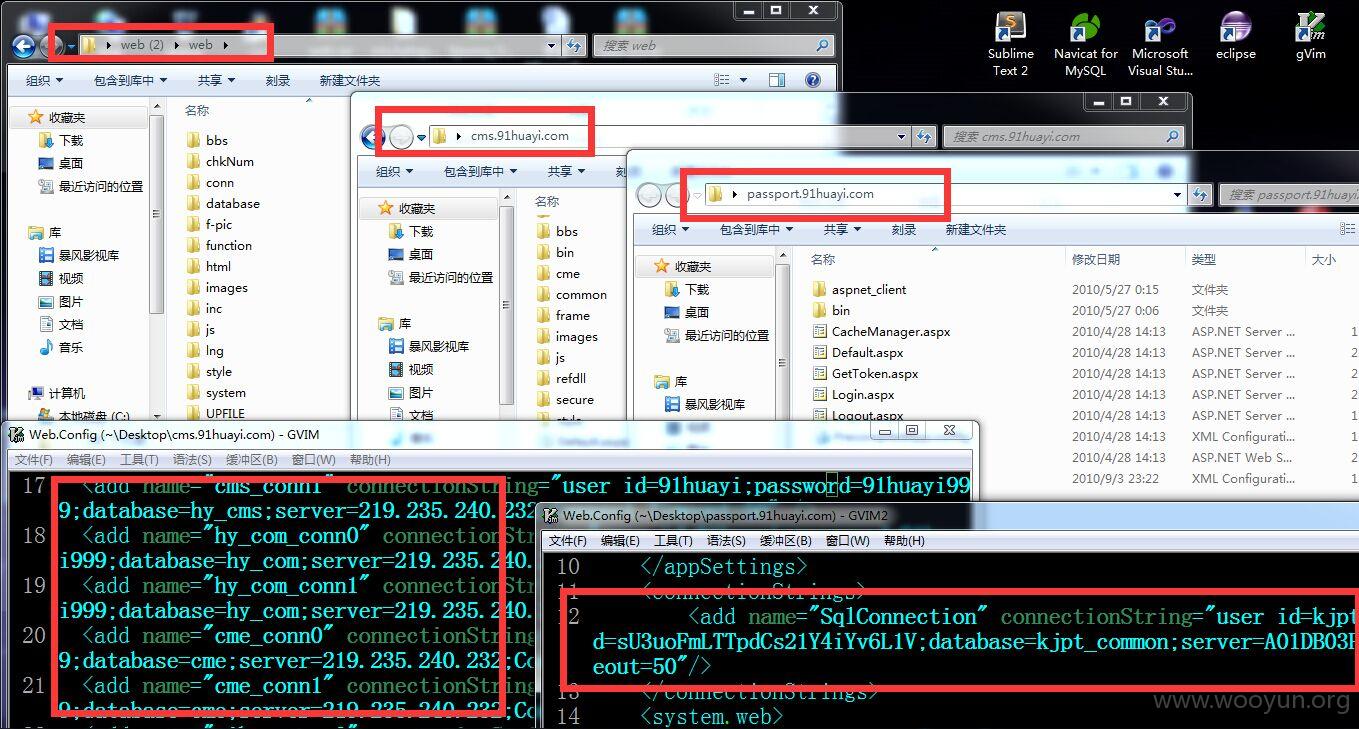 web (2) web
搜索 web
组织 包含到库中 共享 刻录 新建文件夹
收藏夹
下载
桌面
最近访问的位置
库
暴风影视库
视频
图片
文档
音乐
计算机
本地磁盘 (C:)
名称
bbs
chkNum
conn
database
f-pic
function
html
images
inc
js
lng
style
system
UPFILE
Sublime
Text 2
Navicat for
MySQL
Microsoft
Visual Stu...
eclipse
gVim
cms.91huayi.com
搜索 cms.91huayi.com
组织 包含到库中 共享
收藏夹
下载
桌面
最近访问的位置
库
暴风影视库
视频
图片
文档
名称
bbs
bin
cme
common
frame
images
js
refdll
secure
style
passport.91huayi.com
搜索 passport.91huayi
组织 包含到库中 共享 刻录 新建文件夹
收藏夹
下载
桌面
最近访问的位置
库
暴风影视库
名称 修改日期 类型 大小
aspnet_client 2010/5/27 0:15 文件夹
bin 2010/5/27 0:06 文件夹
CacheManager.aspx 2010/4/28 14:13 ASP.NET Server ... 1
Default.aspx 2010/4/28 14:13 ASP.NET Server ... 2
GetToken.aspx 2010/4/28 14:13 ASP.NET Server ... 1
Login.aspx 2010/4/28 14:13 ASP.NET Server ... 2
Logout.aspx 2010/4/28 14:13 ASP.NET Server ... 1
2010/4/28 14:13 XML Configurati... 1
2010/4/28 14:13 ASP.NET Web S... 1
2010/9/3 23:22 XML Configurati... 1
Web.Config (~\Desktop\cms.91huayi.com) - GVIM
文件(F) 编辑(E) 工具(T) 语法(S) 缓冲区(B) 窗口(W) 帮助(H)
17 <add name="cms_conn1" connectionString="user id=91huayi;password=91huayi99
9;database=hy_cms;server=219.235.240.232
18 <add name="hy_com_conn0" connectionStr
i999;database=hy_com;server=219.235.240.
19 <add name="hy_com_conn1" connectionStr
i999;database=hy_com;server=219.235.240.
20 <add name="cme_conn0" connectionString
9;database=cme;server=219.235.240.232;Co
21 <add name="cme_conn1" connectionString
9;database=cme;server=219.235.240.232;Co
Web.Config (~\Desktop\passport.91huayi.com) - GVIM2
文件(F) 编辑(E) 工具(T) 语法(S) 缓冲区(B) 窗口(W) 帮助(H)
10 </appSettings>
11 <connectionStrings>
12 <add name="SqlConnection" connectionString="user id=kjpt
d=sU3uoFmLTTpdCs21Y4iYv6L1V;database=kjpt_common;server=A01DB03P
eout=50"/>
13 </connectionStrings>
14 <system.web>
www.wooyun.org